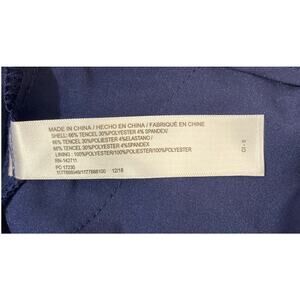 MADE IN CHINA / HECHO EN CHINA / FABRIQUÉ EN CHINE
SHELL: 66% TENCEL 30%POLYESTER 4% SPANDEX/
66% TENCEL 30%POLIESTER 4%ELASTANO /
66% TENCEL 30%POLYESTER 4%SPANDEX
LINING : 100%POLYESTER/100%POLIESTER/100%POLYESTER
RN-142711
PC-17230
12/18